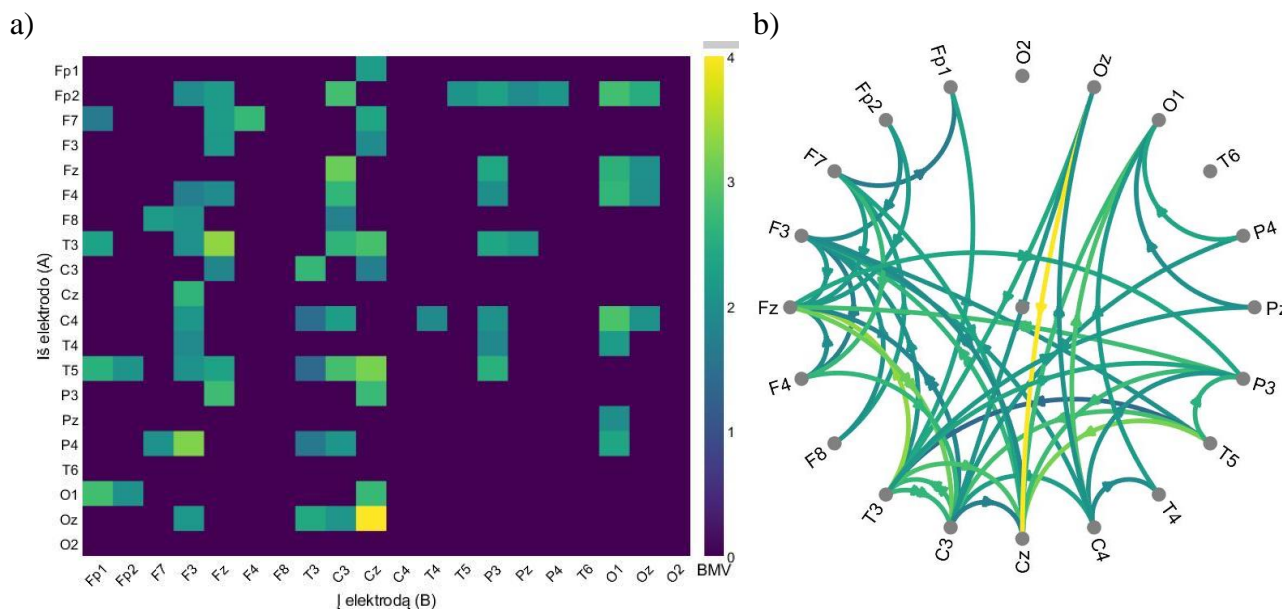 a)
b)
Iš elektrodo (A)
Fp1
Fp2
F7
F3
Fz
F4
F8
T3
C3
Cz
C4
T4
T5
P3
Pz
P4
T6
O1
Oz
O2
Fp1 Fp2 F7 F3 Fz F4 F8 T3 C3 Cz C4 T4 T5 P3 Pz P4 T6 O1 Oz O2
Į elektrodą (B)
4
3
2
1
0
BMV
O2
Oz
O1
T6
P4
Pz
P3
T5
T4
C4
Cz
C3
T3
F8
F4
Fz
F3
F7
Fp2
Fp1